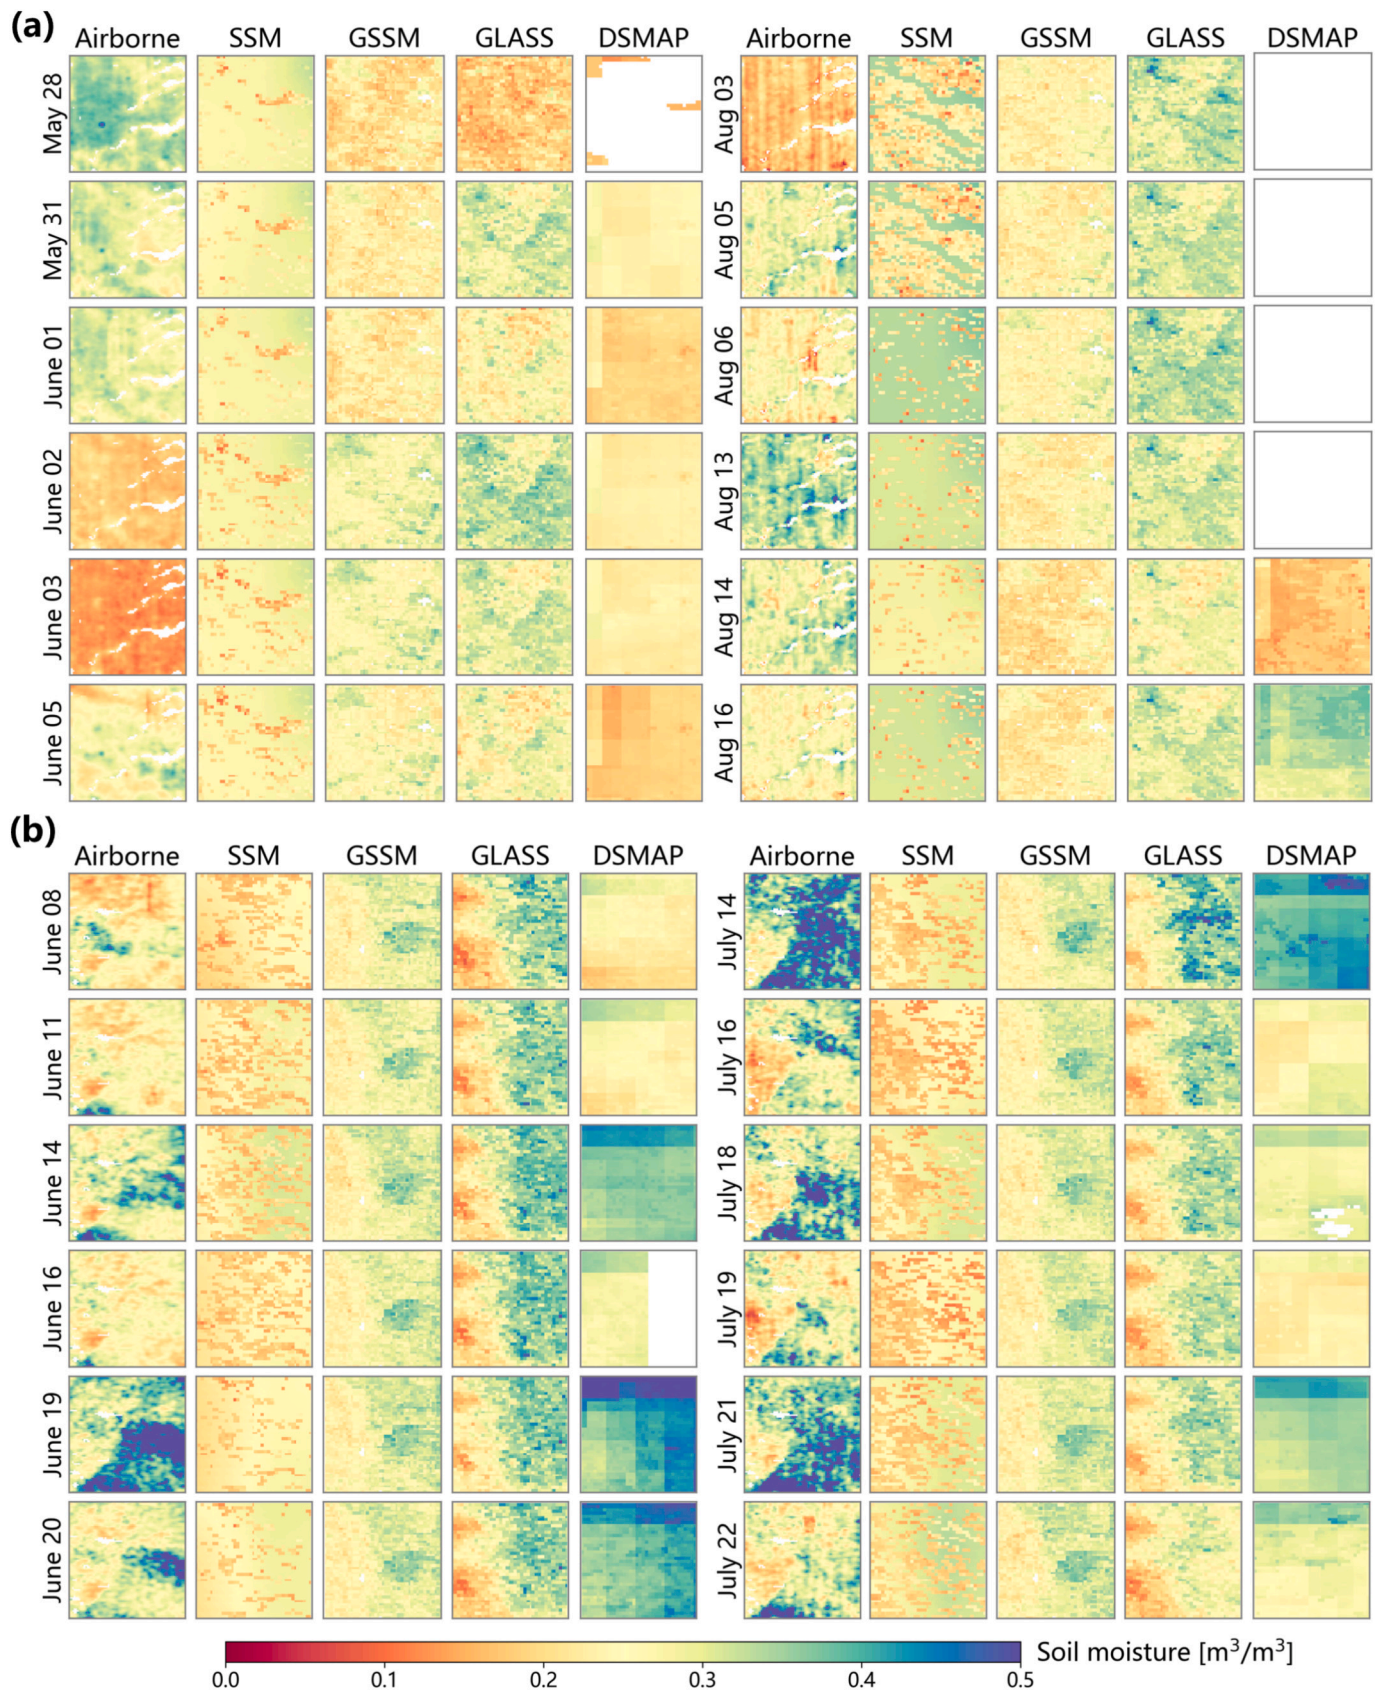 (a)
Airborne SSM GSSM GLASS DSMAP Airborne SSM GSSM GLASS DSMAP
May 28 Aug 03
May 31 Aug 05
June 01 Aug 06
June 02 Aug 13
June 03 Aug 14
June 05 Aug 16
(b)
Airborne SSM GSSM GLASS DSMAP Airborne SSM GSSM GLASS DSMAP
June 08 July 14
June 11 July 16
June 14 July 18
June 16 July 19
June 19 July 21
June 20 July 22
Soil moisture [m³/m³]
0.0 0.1 0.2 0.3 0.4 0.5